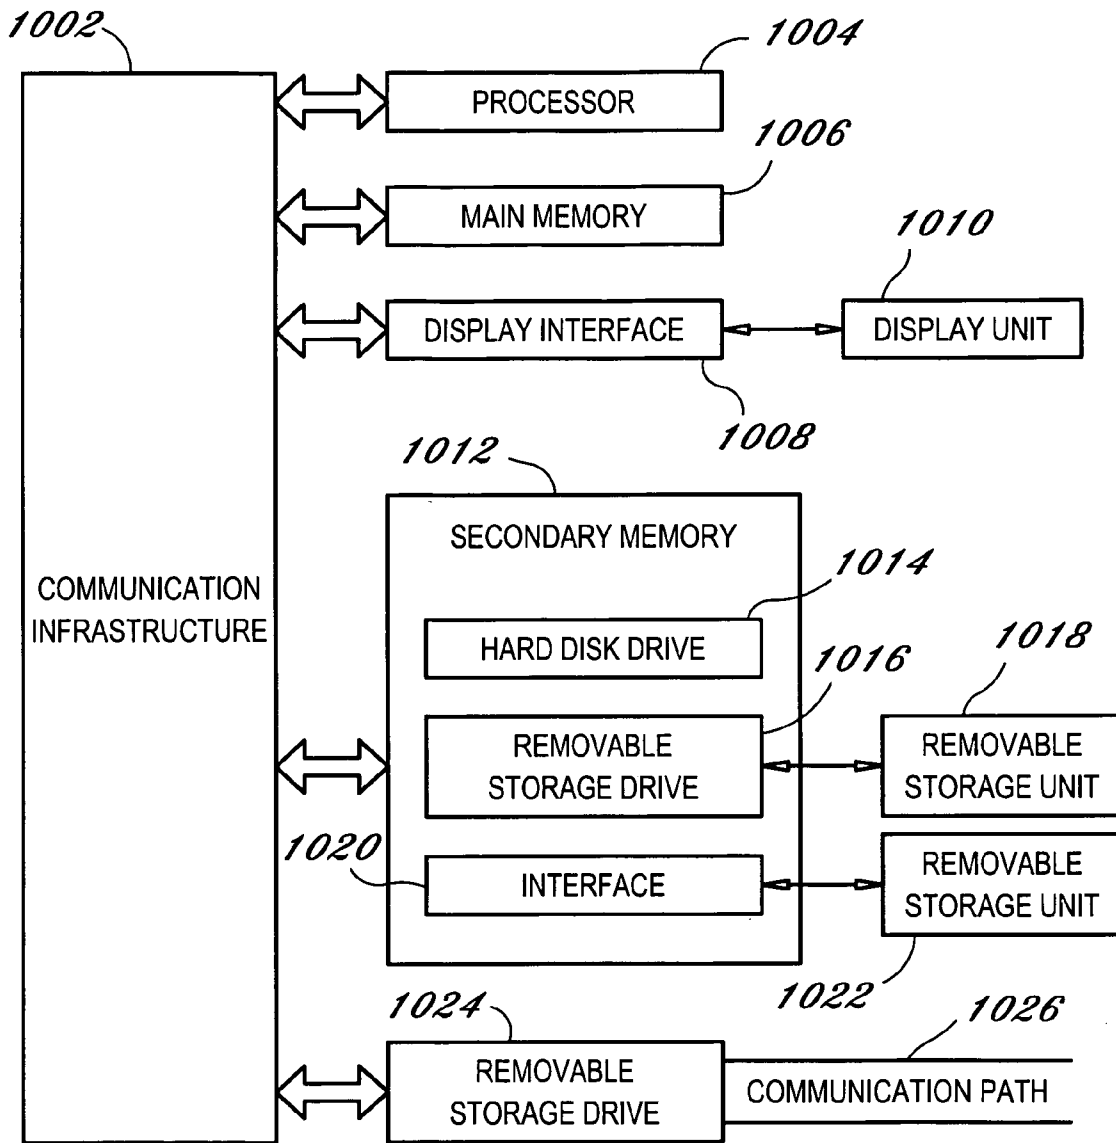 1002
1004
PROCESSOR
1006
MAIN MEMORY
1010
DISPLAY INTERFACE
DISPLAY UNIT
1008
1012
SECONDARY MEMORY
1014
COMMUNICATION
INFRASTRUCTURE
HARD DISK DRIVE
1016
1018
REMOVABLE
STORAGE DRIVE
REMOVABLE
STORAGE UNIT
1020
INTERFACE
REMOVABLE
STORAGE UNIT
1022
1024
1026
REMOVABLE
STORAGE DRIVE
COMMUNICATION PATH